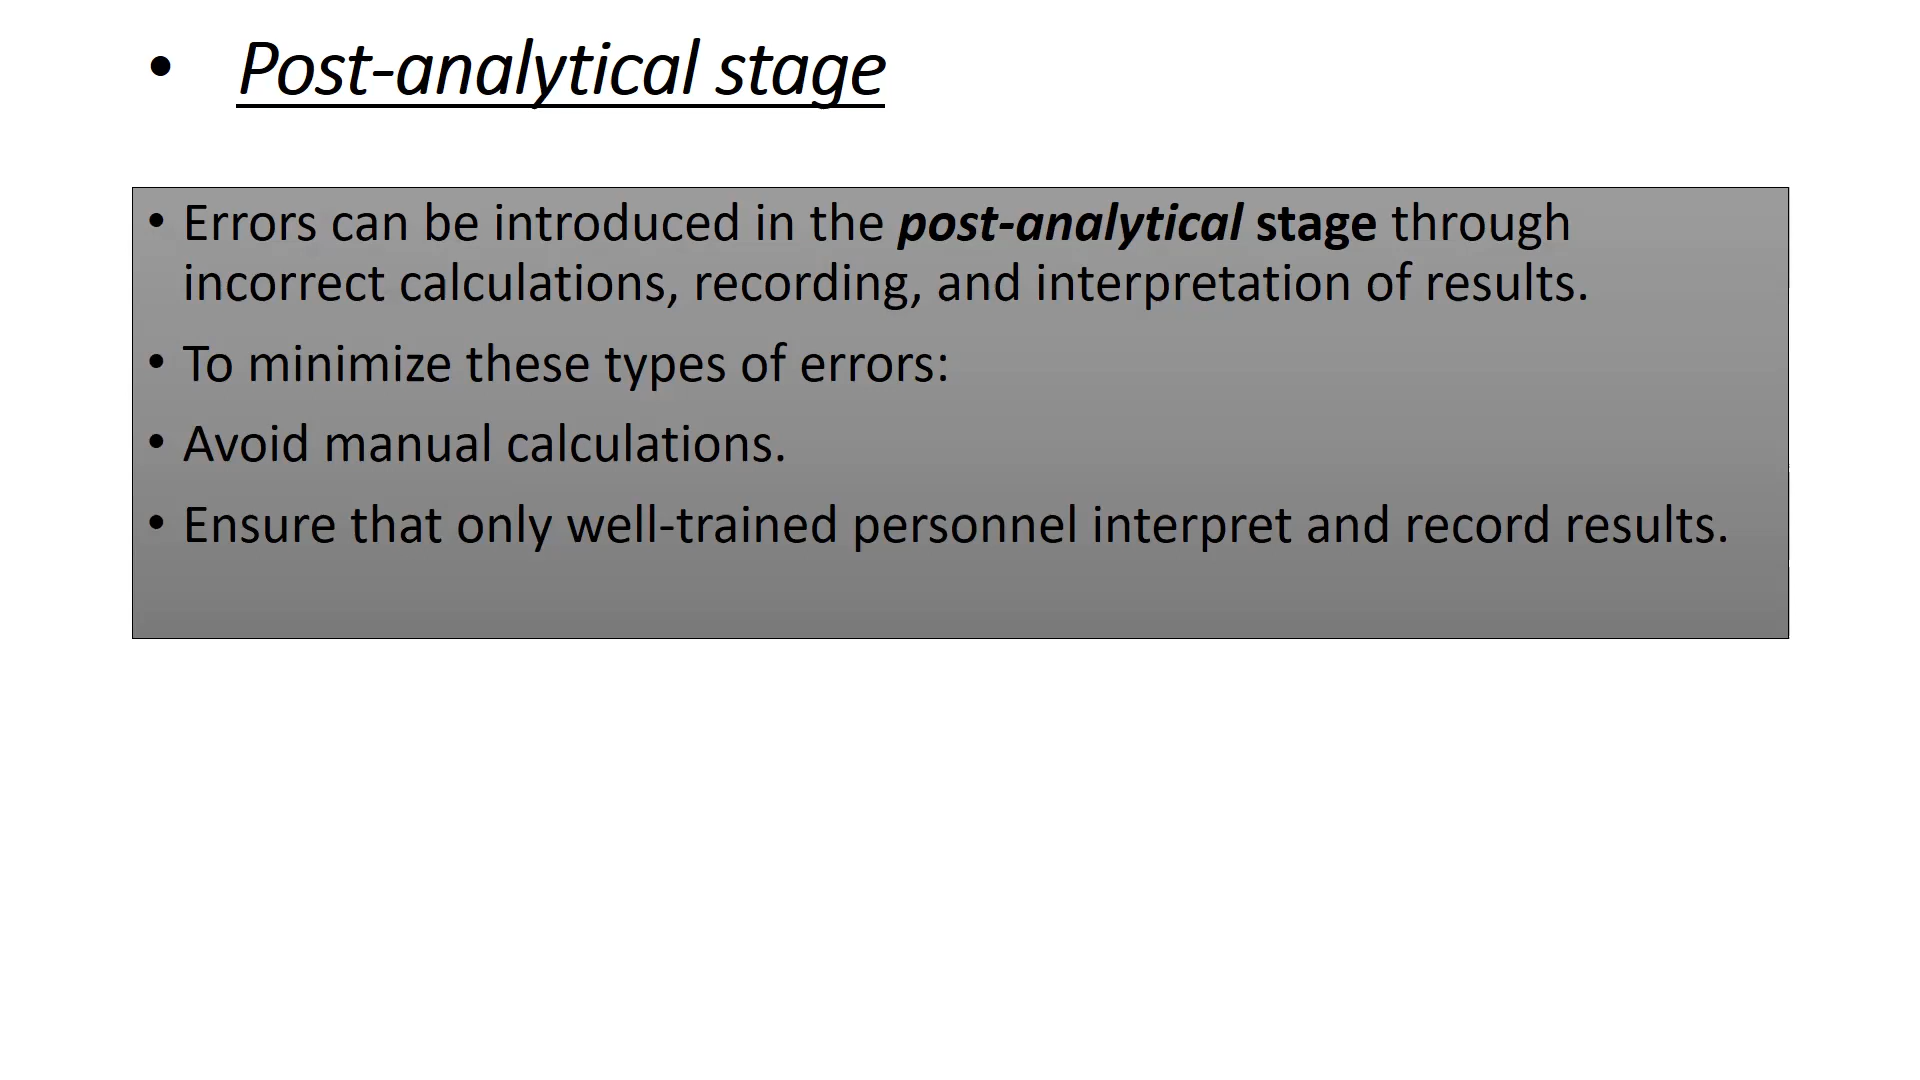 • Post-analytical stage
• Errors can be introduced in the post-analytical stage through
incorrect calculations, recording, and interpretation of results.
• To minimize these types of errors:
• Avoid manual calculations.
• Ensure that only well-trained personnel interpret and record results.